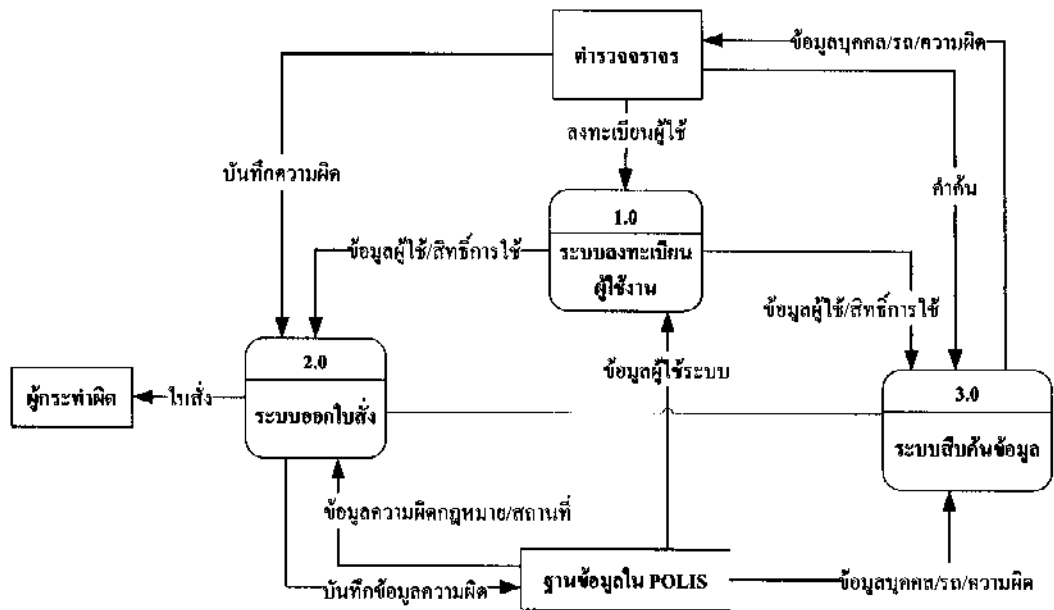 ข้อมูลบุคคล/รถ/ความผิด
ตำรวจจราจร
ลงทะเบียนผู้ใช้
บันทึกความผิด
คำค้น
1.0
ระบบลงทะเบียน
ผู้ใช้งาน
ข้อมูลผู้ใช้/สิทธิ์การใช้
ข้อมูลผู้ใช้/สิทธิ์การใช้
2.0
ระบบออกใบสั่ง
ข้อมูลผู้ใช้ระบบ
ผู้กระทำผิด
ใบสั่ง
3.0
ระบบสืบค้นข้อมูล
ข้อมูลความผิดกฎหมาย/สถานที่
บันทึกข้อมูลความผิด
ฐานข้อมูลใน POLIS
ข้อมูลบุคคล/รถ/ความผิด